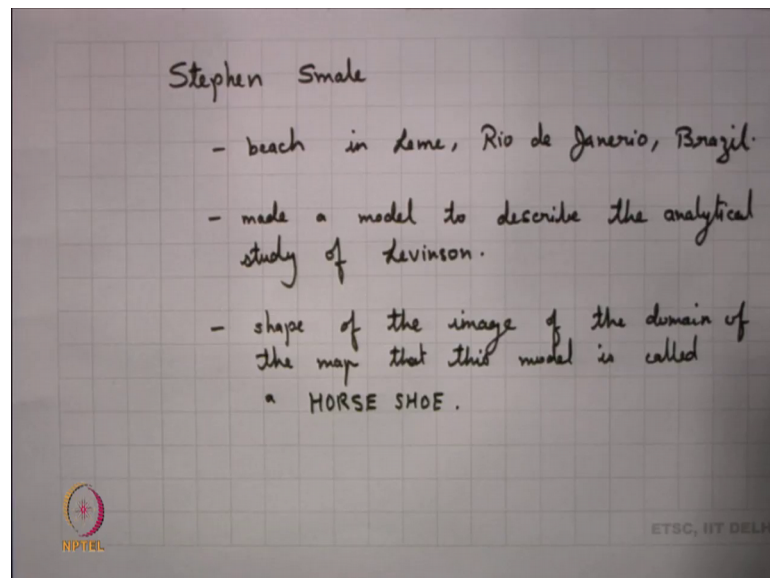 Stephen Smale
- beach in Leme, Rio de Janerio, Brazil.
- made a model to describe the analytical
study of Levinson.
- shape of the image of the domain of
the map that this model is called
a HORSE SHOE.
NPTEL
ETSC, IIT DELH